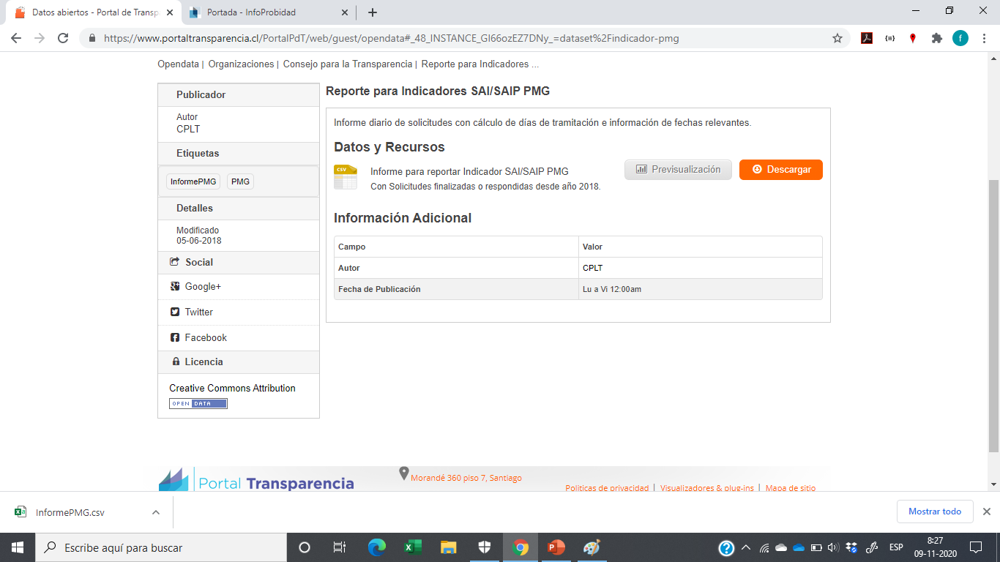 Datos abiertos - Portal de Transp
Portada - InfoProbidad
https://www.portaltransparencia.cl/PortalPdT/web/guest/opendata#_48_INSTANCE_GI66ozEZ7DNy_=dataset%2Findicador-pmg
f
Opendata | Organizaciones | Consejo para la Transparencia | Reporte para Indicadores ...
Publicador
Autor
CPLT
Etiquetas
InformePMG PMG
Detalles
Modificado
05-06-2018
Social
Google+
Twitter
Facebook
Licencia
Creative Commons Attribution
OPEN DATA
Reporte para Indicadores SAI/SAIP PMG
Informe diario de solicitudes con cálculo de días de tramitación e información de fechas relevantes.
Datos y Recursos
CSV
Informe para reportar Indicador SAI/SAIP PMG
Con Solicitudes finalizadas o respondidas desde año 2018.
Previsualización
Descargar
Información Adicional
Campo Valor
Autor CPLT
Fecha de Publicación Lu a Vi 12:00am
Portal Transparencia
Morandé 360 piso 7, Santiago
Políticas de privacidad | Visualizadores & plug-ins | Mapa de sitio
InformePMG.csv
Mostrar todo
Escribe aquí para buscar
ESP
8:27
09-11-2020